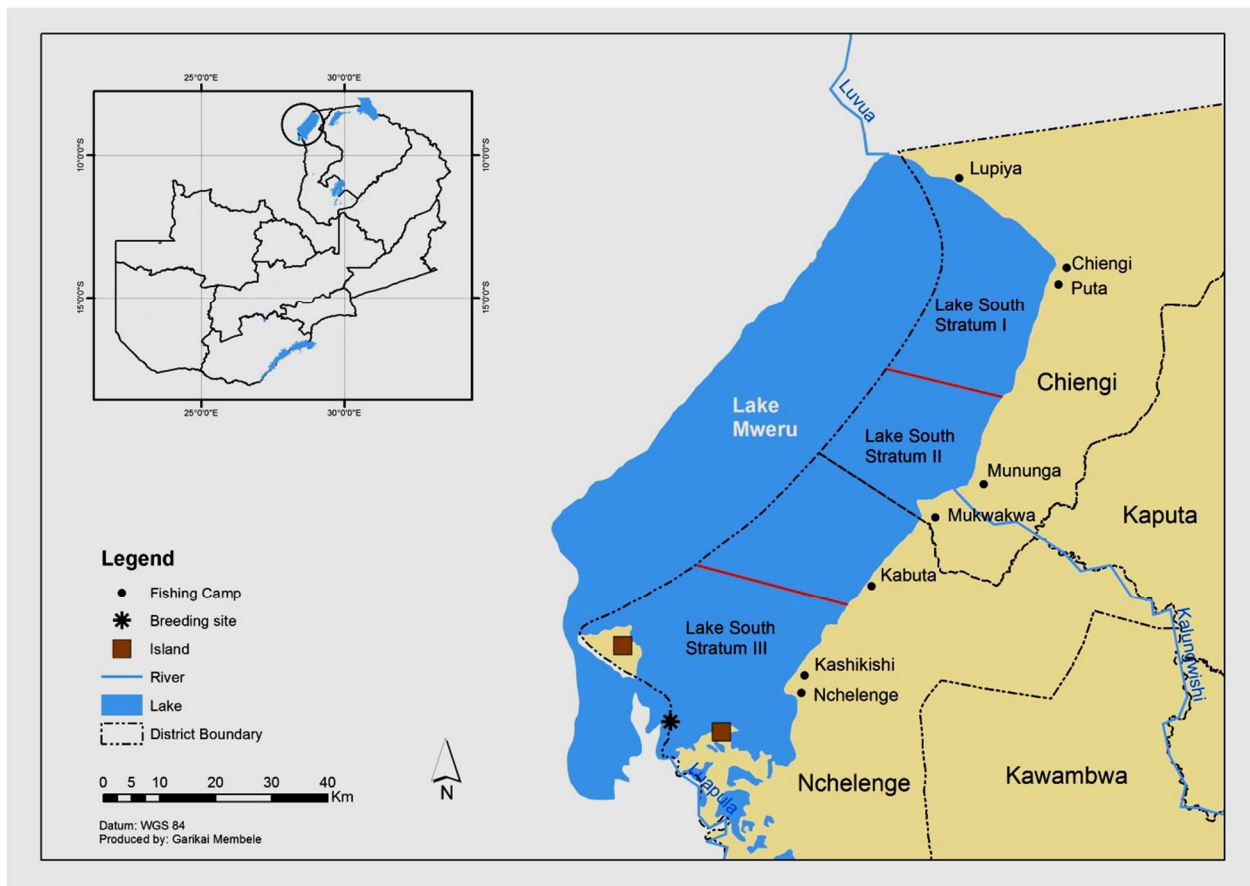 25°0'0"E
30°0'0"E
10°0'0"S
10°0'0"S
15°0'0"S
15°0'0"S
25°0'0"E
30°0'0"E
Luvua
Lupiya
Chiengi
Puta
Lake South
Stratum I
Chiengi
Lake
Mweru
Lake South
Stratum II
Mununga
Mukwakwa
Kaputa
Kabuta
Kalungwishi
Lake South
Stratum III
Kashikishi
Nchelenge
Luapula
Nchelenge
Kawambwa
Legend
Fishing Camp
Breeding site
Island
River
Lake
District Boundary
0 5 10 20 30 40
Km
N
Datum: WGS 84
Produced by: Garikai Membele